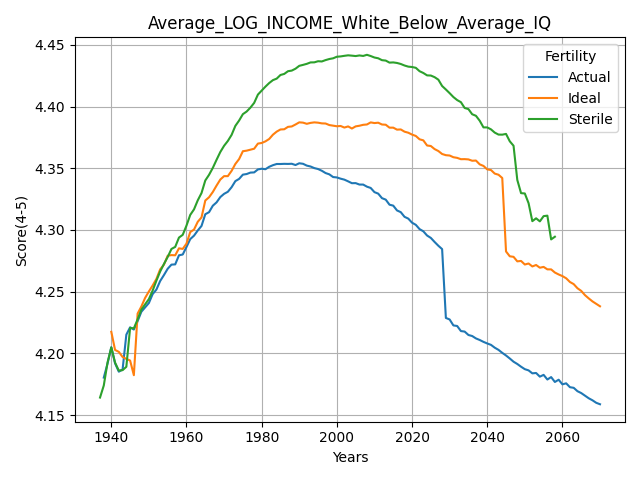 Average_LOG_INCOME_White_Below_Average_IQ
Fertility
Actual
Ideal
Sterile
Score(4-5)
4.45
4.40
4.35
4.30
4.25
4.20
4.15
1940 1960 1980 2000 2020 2040 2060
Years